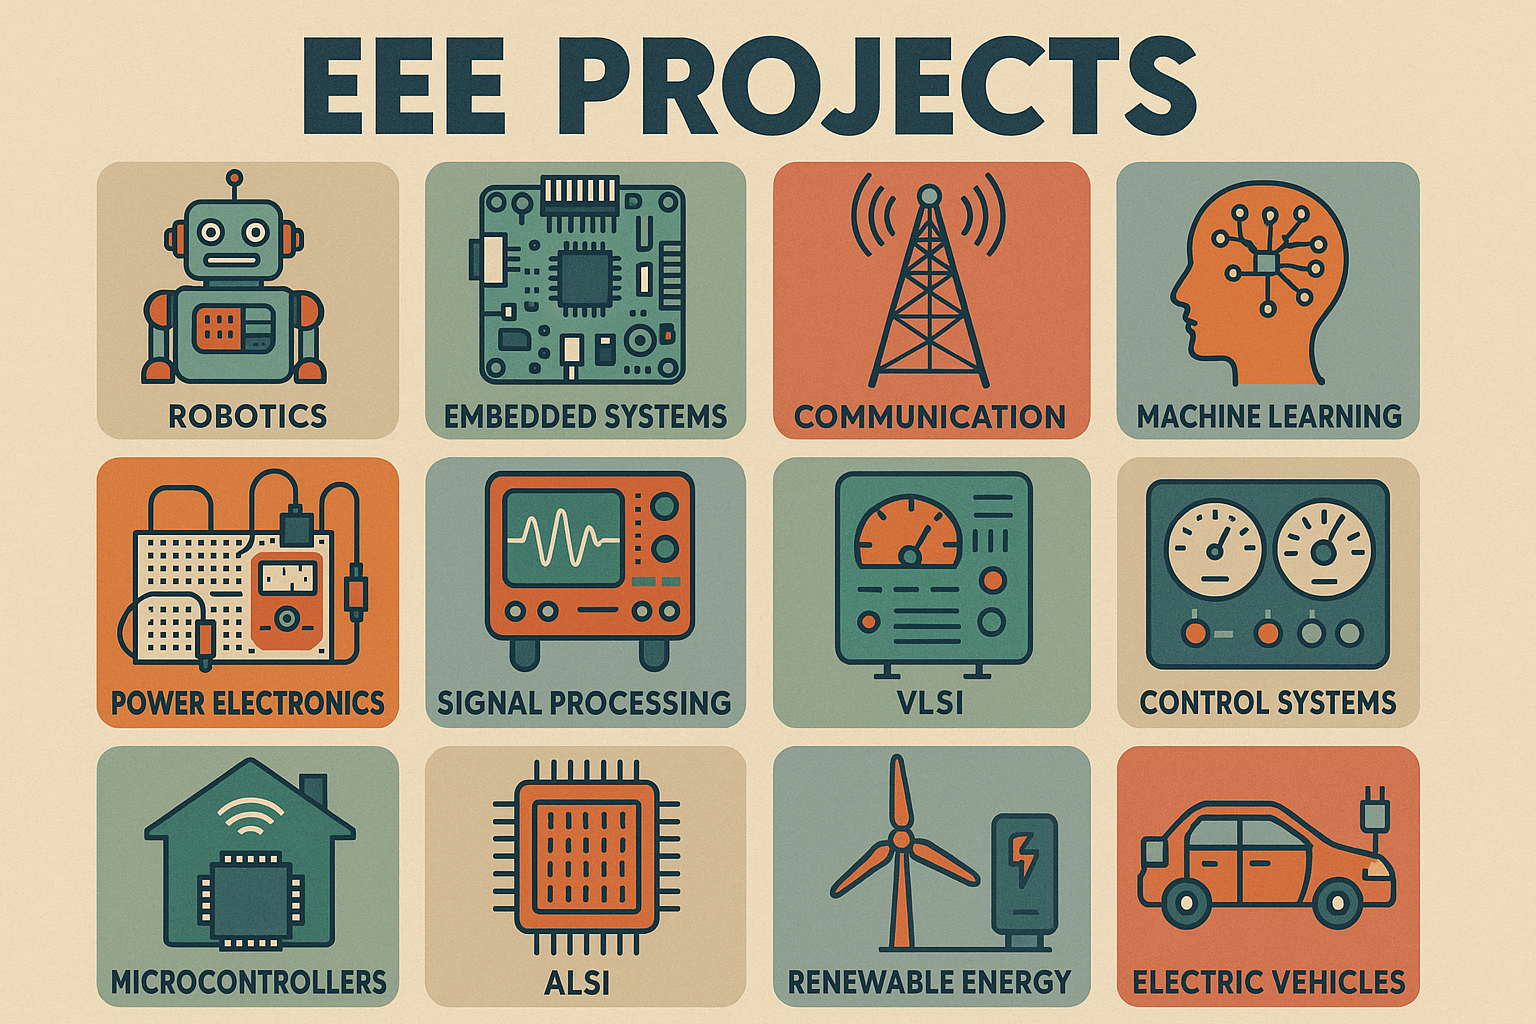 EEE PROJECTS
ROBOTICS
EMBEDDED SYSTEMS
COMMUNICATION
MACHINE LEARNING
POWER ELECTRONICS
SIGNAL PROCESSING
VLSI
CONTROL SYSTEMS
MICROCONTROLLERS
ALSI
RENEWABLE ENERGY
ELECTRIC VEHICLES